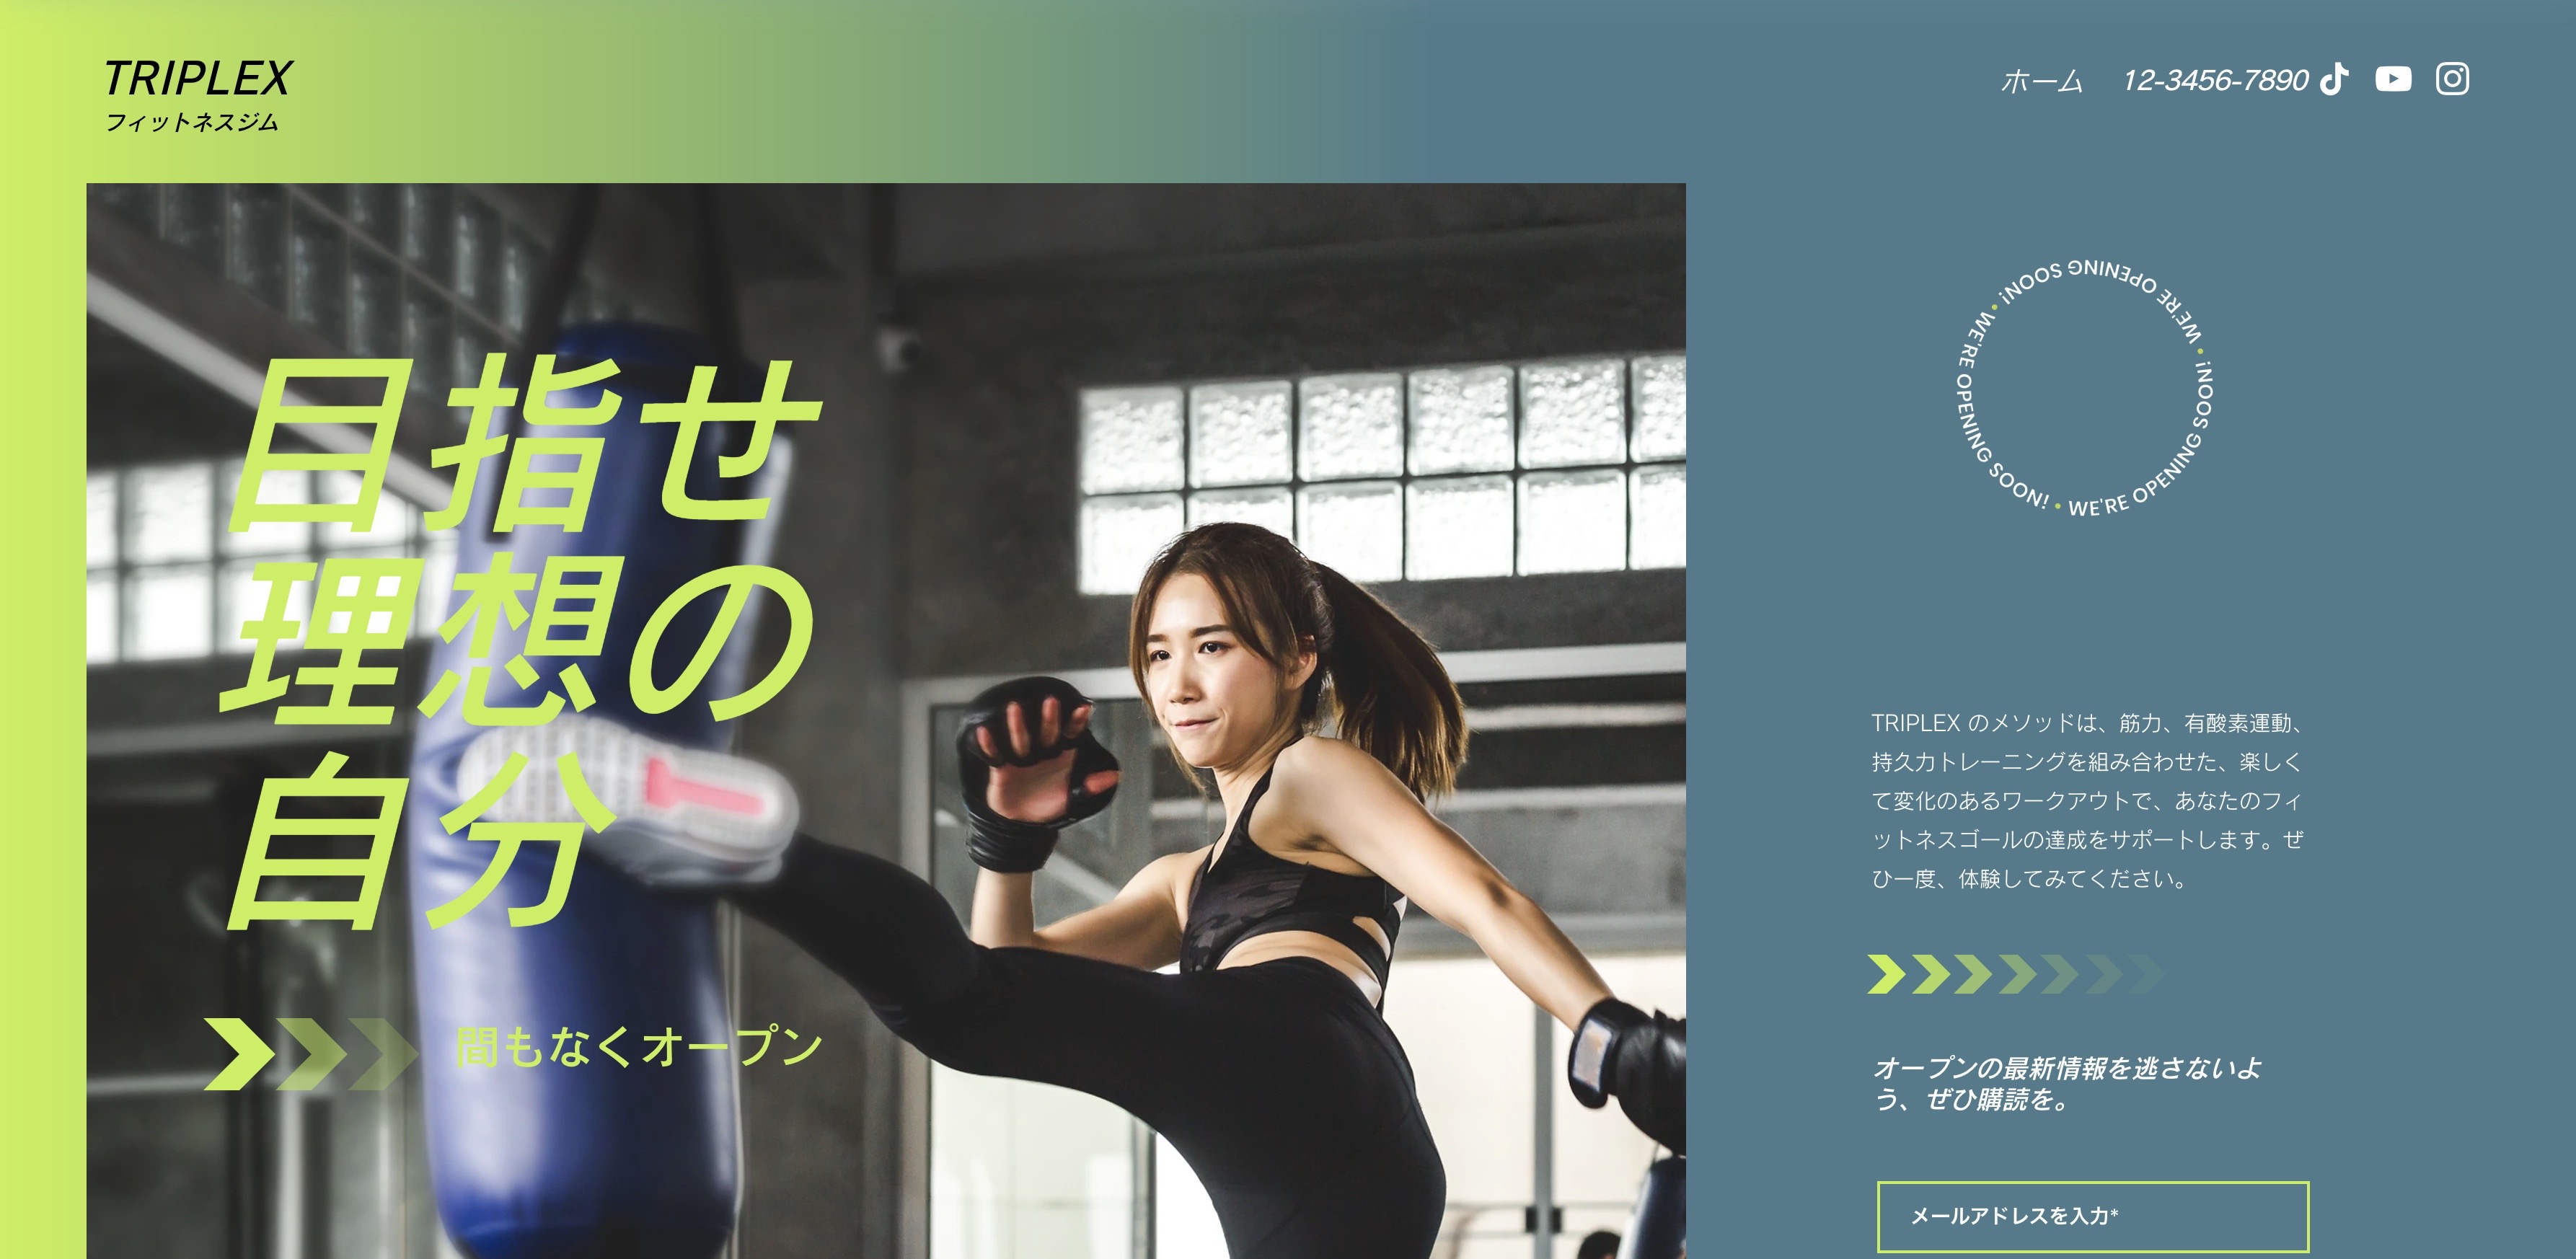 TRIPLEX
フィットネスジム
ホーム 12-3456-7890
目指せ
理想の
自分
間もなくオープン
WE'RE OPENING SOON! • WE'RE OPENING SOON! • WE'RE OPENING SOON! •
TRIPLEX のメソッドは、筋力、有酸素運動、
持久力トレーニングを組み合わせた、楽しく
て変化のあるワークアウトで、あなたのフィ
ットネスゴールの達成をサポートします。ぜ
ひ一度、体験してみてください。
オープンの最新情報を逃さないよ
う、ぜひ購読を。
メールアドレスを入力*